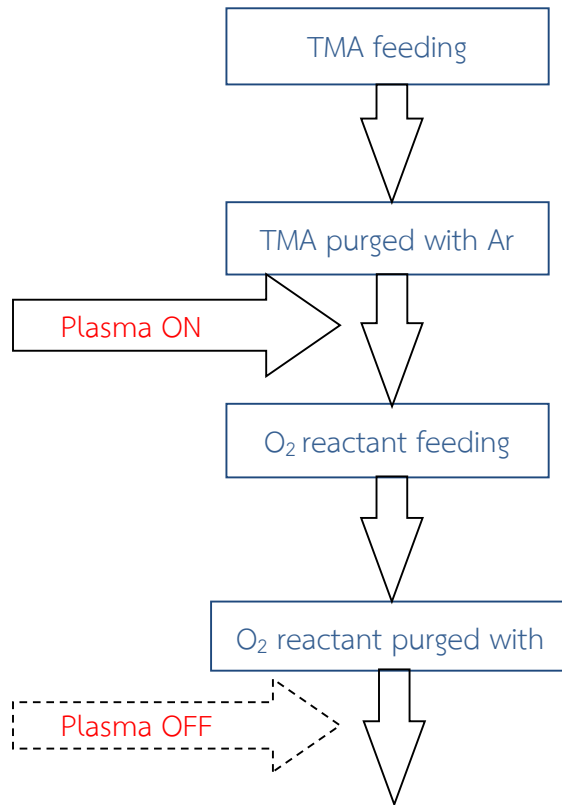 TMA feeding
TMA purged with Ar
Plasma ON
O₂ reactant feeding
O₂ reactant purged with
Plasma OFF